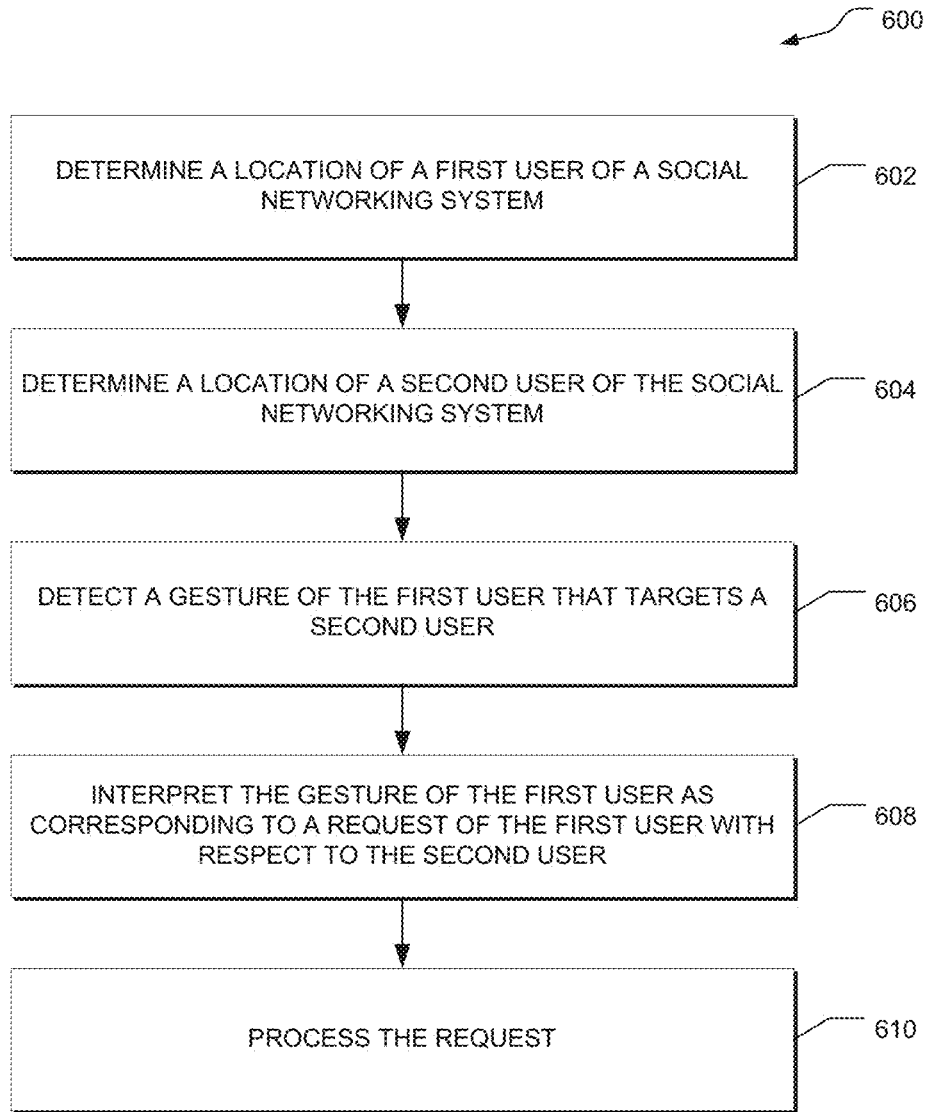 600
DETERMINE A LOCATION OF A FIRST USER OF A SOCIAL
NETWORKING SYSTEM
602
DETERMINE A LOCATION OF A SECOND USER OF THE SOCIAL
NETWORKING SYSTEM
604
DETECT A GESTURE OF THE FIRST USER THAT TARGETS A
SECOND USER
606
INTERPRET THE GESTURE OF THE FIRST USER AS
CORRESPONDING TO A REQUEST OF THE FIRST USER WITH
RESPECT TO THE SECOND USER
608
PROCESS THE REQUEST
610